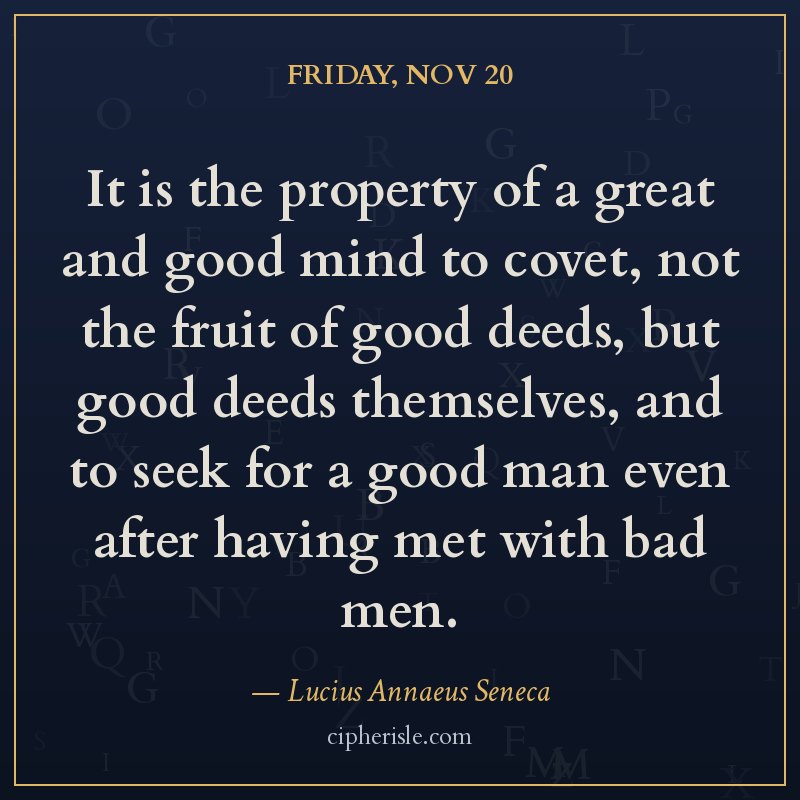 FRIDAY, NOV 20
It is the property of a great
and good mind to covet, not
the fruit of good deeds, but
good deeds themselves, and
to seek for a good man even
after having met with bad
men.
— Lucius Annaeus Seneca
cipherisle.com